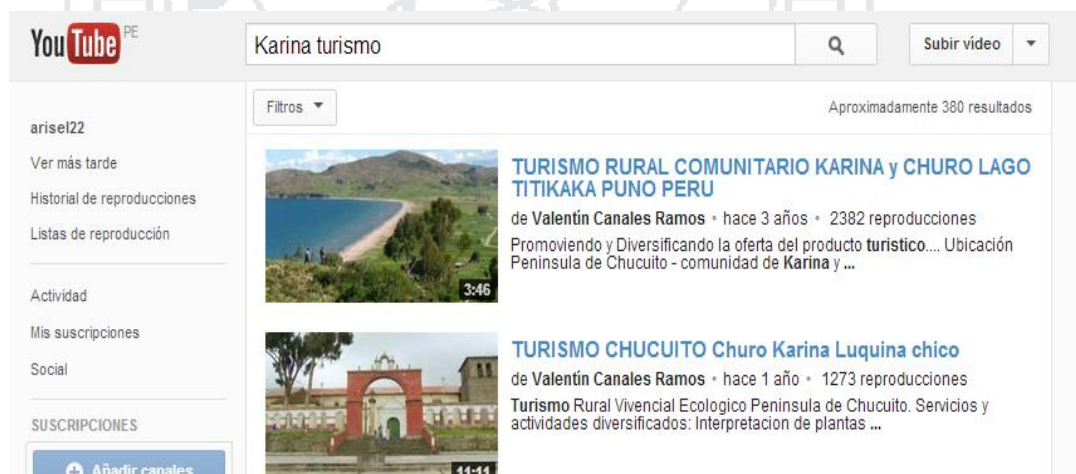 YouTube PE
Karina turismo
Subir vídeo
Filtros
Aproximadamente 380 resultados
arisel22
Ver más tarde
Historial de reproducciones
Listas de reproducción
Actividad
Mis suscripciones
Social
SUSCRIPCIONES
Añadir canales
3:46
TURISMO RURAL COMUNITARIO KARINA y CHURO LAGO
TITIKAKA PUNO PERU
de Valentín Canales Ramos • hace 3 años • 2382 reproducciones
Promoviendo y Diversificando la oferta del producto turistico.... Ubicación
Peninsula de Chucuito - comunidad de Karina y ...
11:11
TURISMO CHUCUITO Churo Karina Luquina chico
de Valentín Canales Ramos • hace 1 año • 1273 reproducciones
Turismo Rural Vivencial Ecologico Peninsula de Chucuito. Servicios y
actividades diversificados: Interpretacion de plantas ...